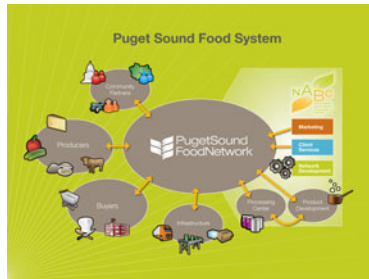 Puget Sound Food System
Community
Partners
NABC
Producers
PugetSound
FoodNetwork
Marketing
Client
Services
Network
Development
Buyers
Infrastructure
Processing
Center
Product
Development